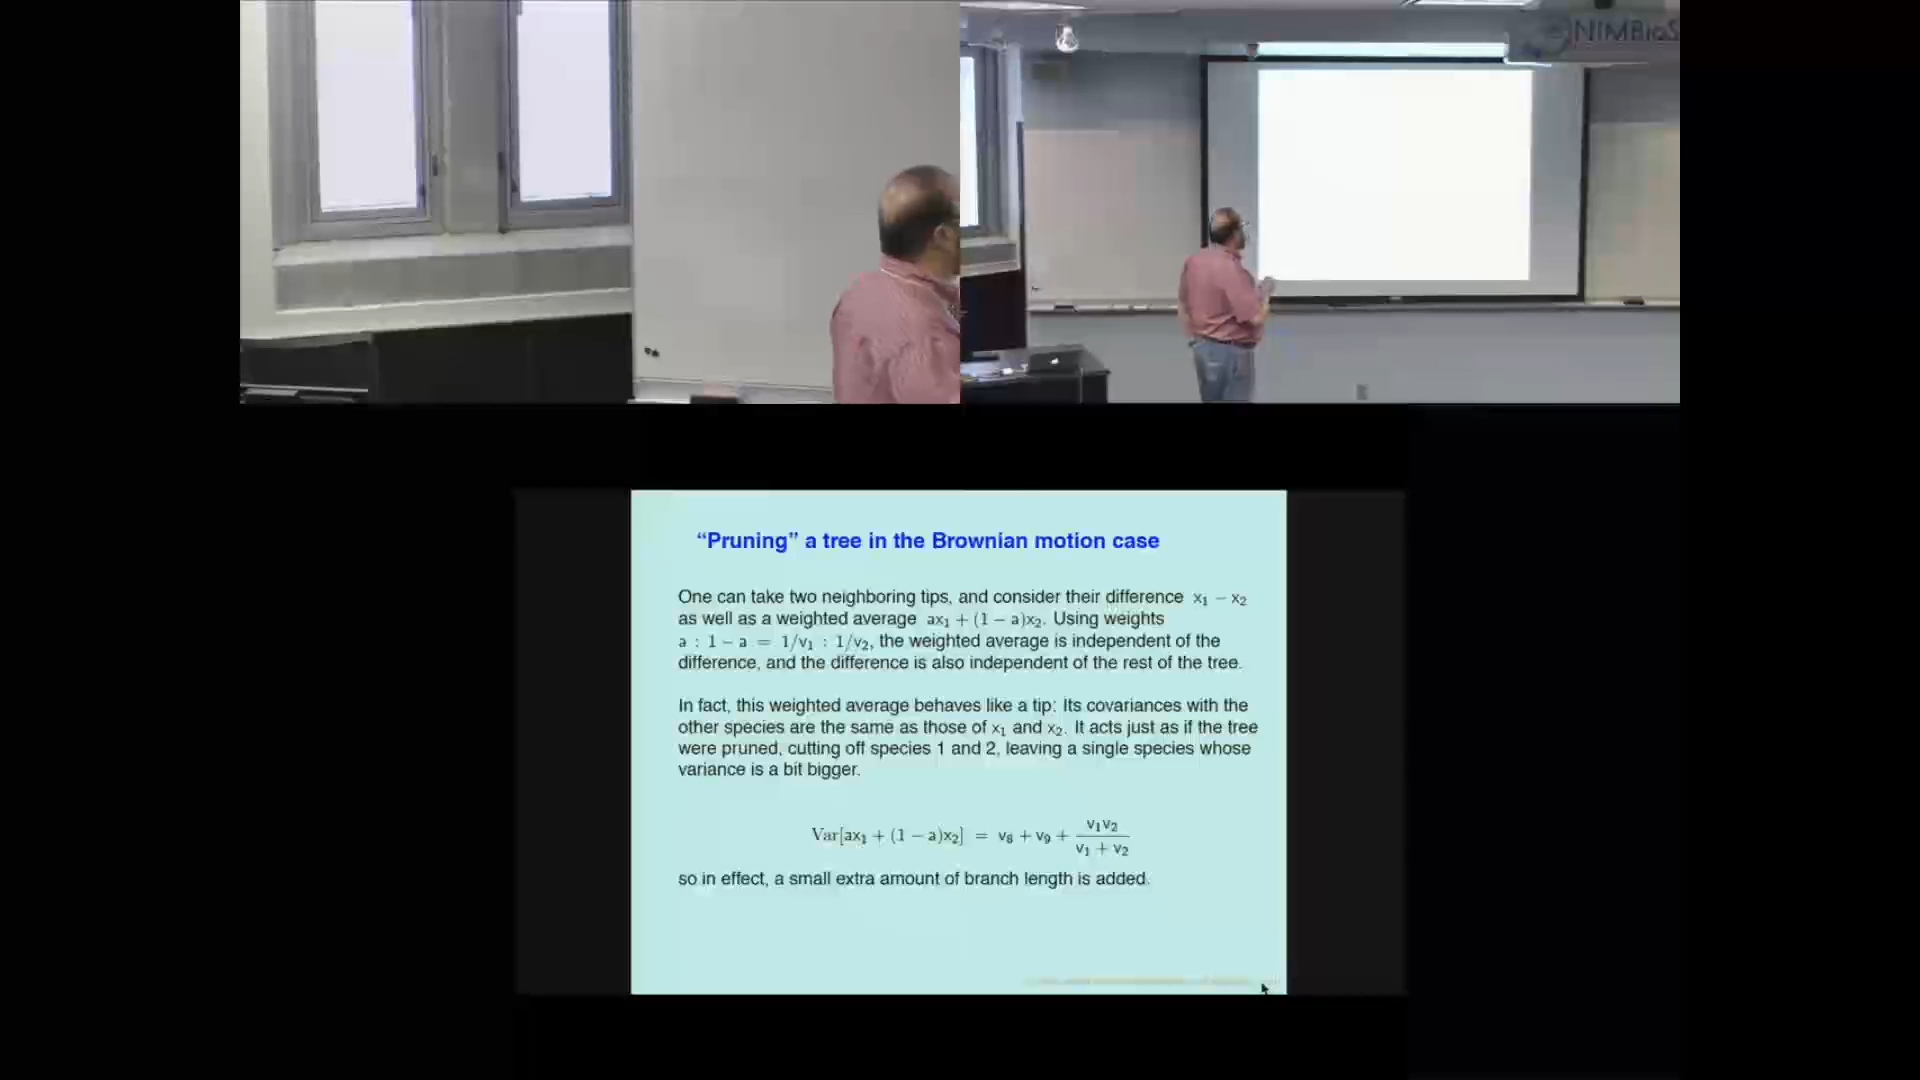 NIMBioS
“Pruning” a tree in the Brownian motion case
One can take two neighboring tips, and consider their difference x₁ − x₂
as well as a weighted average ax₁ + (1 − a)x₂. Using weights
a : 1 − a = 1/v₁ : 1/v₂, the weighted average is independent of the
difference, and the difference is also independent of the rest of the tree.
In fact, this weighted average behaves like a tip: Its covariances with the
other species are the same as those of x₁ and x₂. It acts just as if the tree
were pruned, cutting off species 1 and 2, leaving a single species whose
variance is a bit bigger.
Var[ax₁ + (1 − a)x₂] = v₈ + v₉ + v₁v₂ / (v₁ + v₂)
so in effect, a small extra amount of branch length is added.